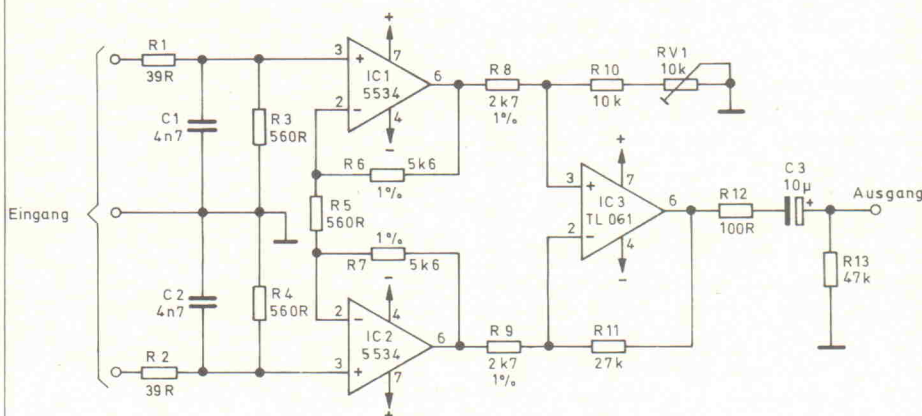 +
R1
39R
3
+
7
IC1
5534
6
2
−
4
−
R8
2k7
1%
R10
10k
RV1
10k
C1
4n7
R3
560R
R6
5k6
1%
+
3
+
7
IC3
TL 061
6
2
−
4
−
R12
100R
C3
10µ
+
Ausgang
Eingang
R5
560R
1%
R7
5k6
R13
47k
C2
4n7
R4
560R
−
2
−
4
IC2
5534
6
3
+
7
+
R9
2k7
1%
R11
27k
R2
39R